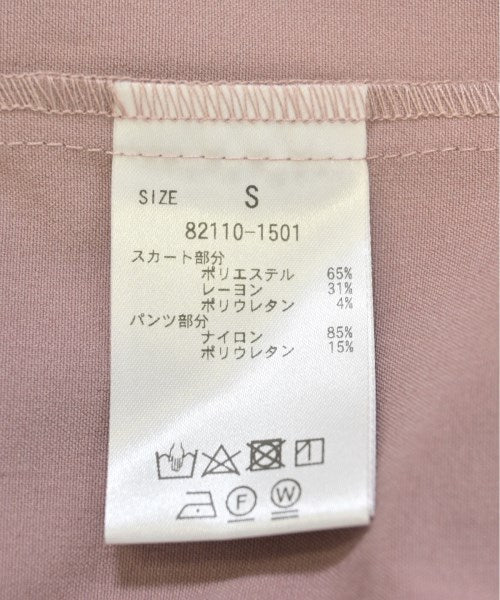 SIZE S
82110-1501
スカート部分
ポリエステル 65%
レーヨン 31%
ポリウレタン 4%
パンツ部分
ナイロン 85%
ポリウレタン 15%
F W